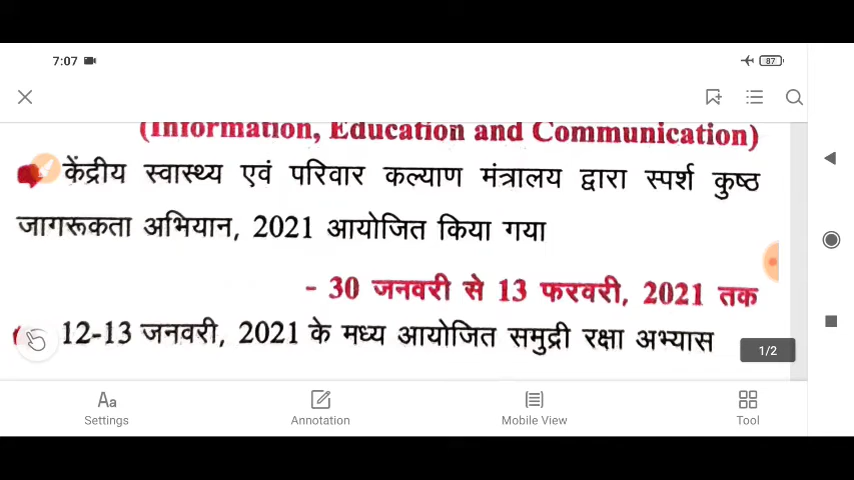 7:07
87
(Information, Education and Communication)
केंद्रीय स्वास्थ्य एवं परिवार कल्याण मंत्रालय द्वारा स्पर्श कुष्ठ
जागरूकता अभियान, 2021 आयोजित किया गया
- 30 जनवरी से 13 फरवरी, 2021 तक
12-13 जनवरी, 2021 के मध्य आयोजित समुद्री रक्षा अभ्यास
1/2
Settings
Annotation
Mobile View
Tool